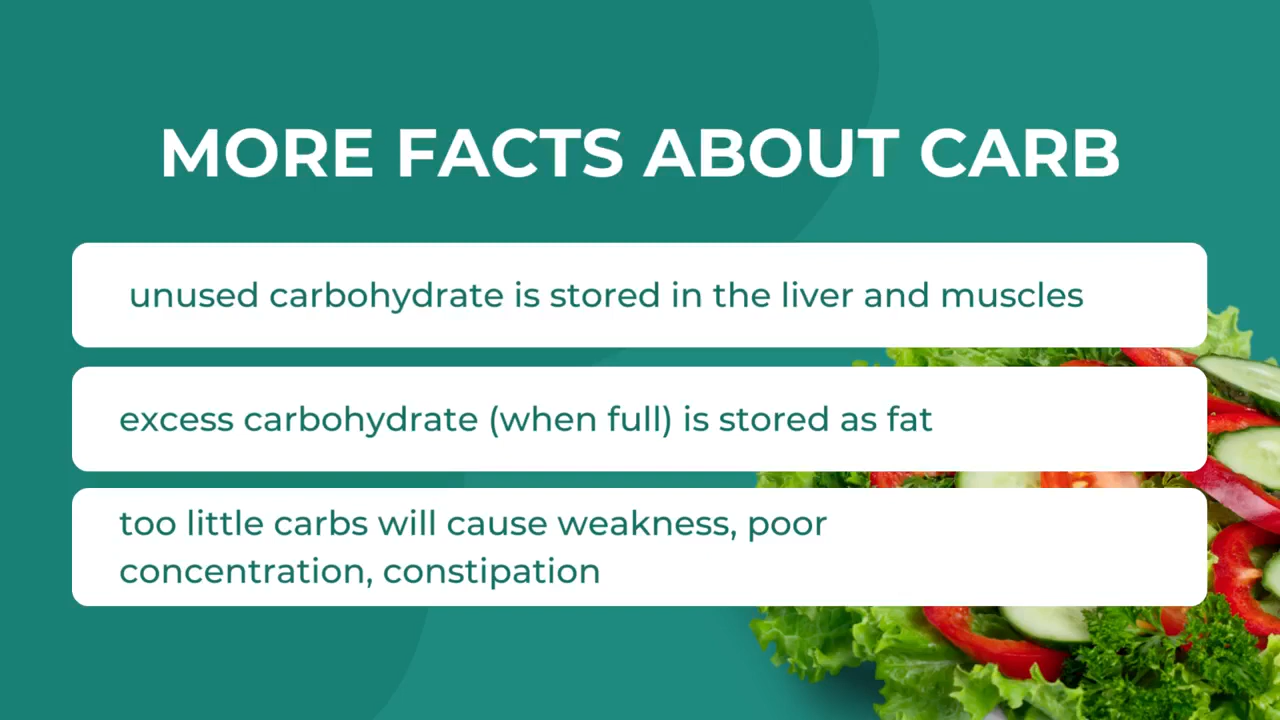 MORE FACTS ABOUT CARB
unused carbohydrate is stored in the liver and muscles
excess carbohydrate (when full) is stored as fat
too little carbs will cause weakness, poor
concentration, constipation